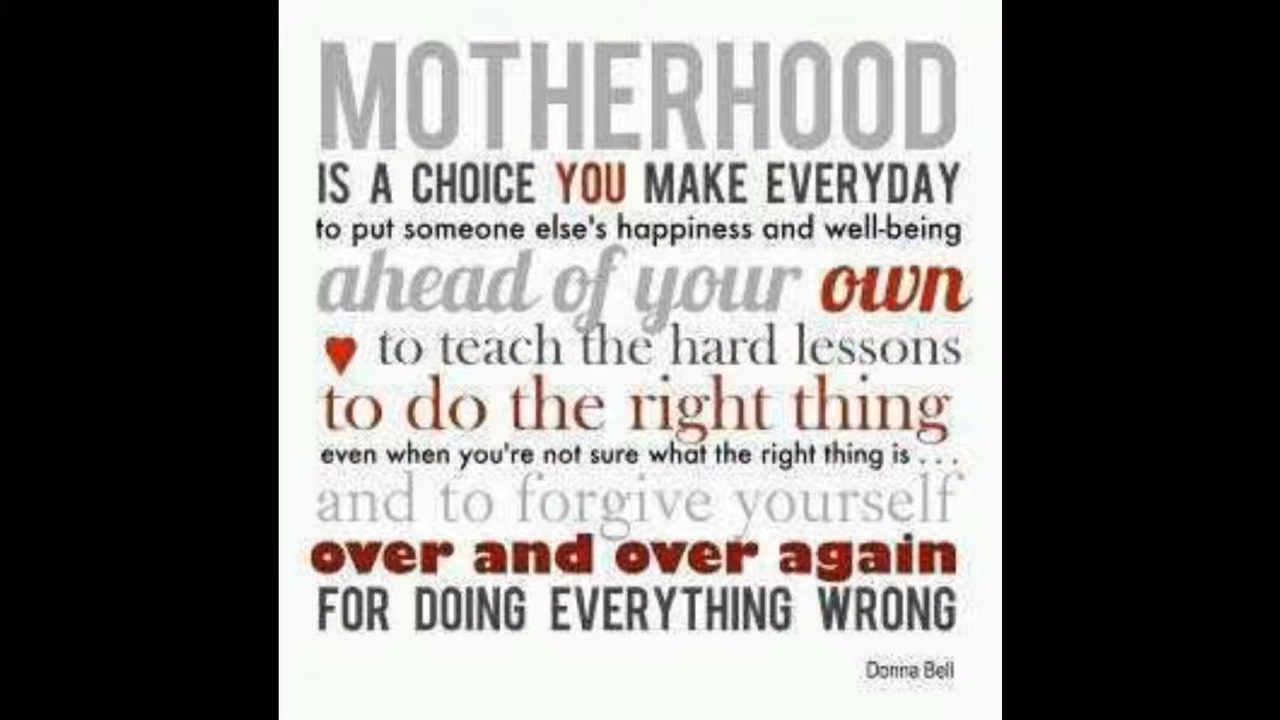 MOTHERHOOD
IS A CHOICE YOU MAKE EVERYDAY
to put someone else's happiness and well-being
ahead of your own
to teach the hard lessons
to do the right thing
even when you're not sure what the right thing is . . .
and to forgive yourself
over and over again
FOR DOING EVERYTHING WRONG
Donna Bell